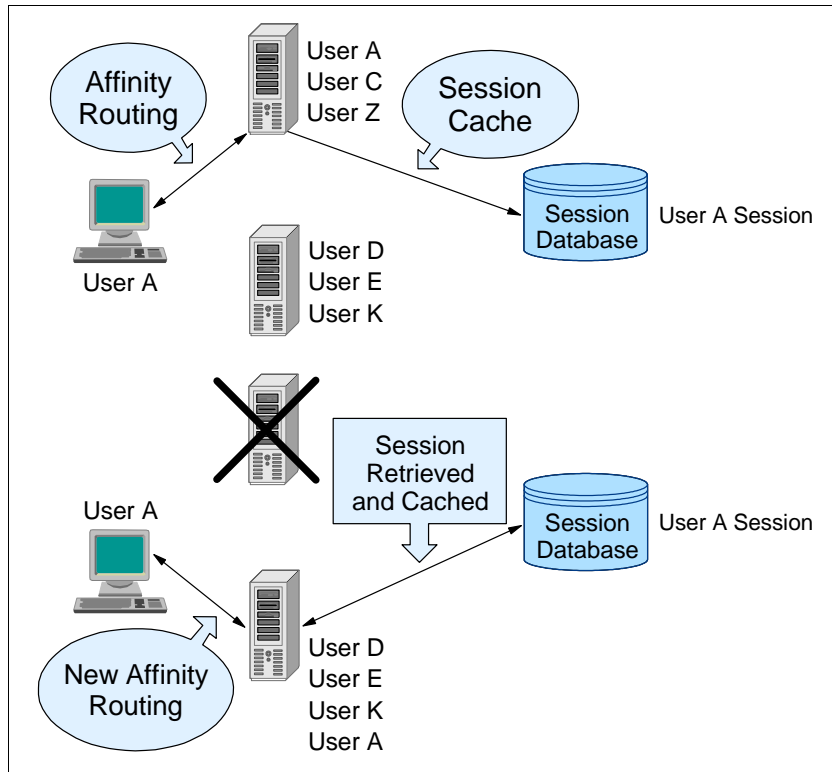 Affinity
Routing
User A
User C
User Z
Session
Cache
User A
Session
Database
User A Session
User D
User E
User K
Session
Retrieved
and Cached
User A
Session
Database
User A Session
New Affinity
Routing
User D
User E
User K
User A